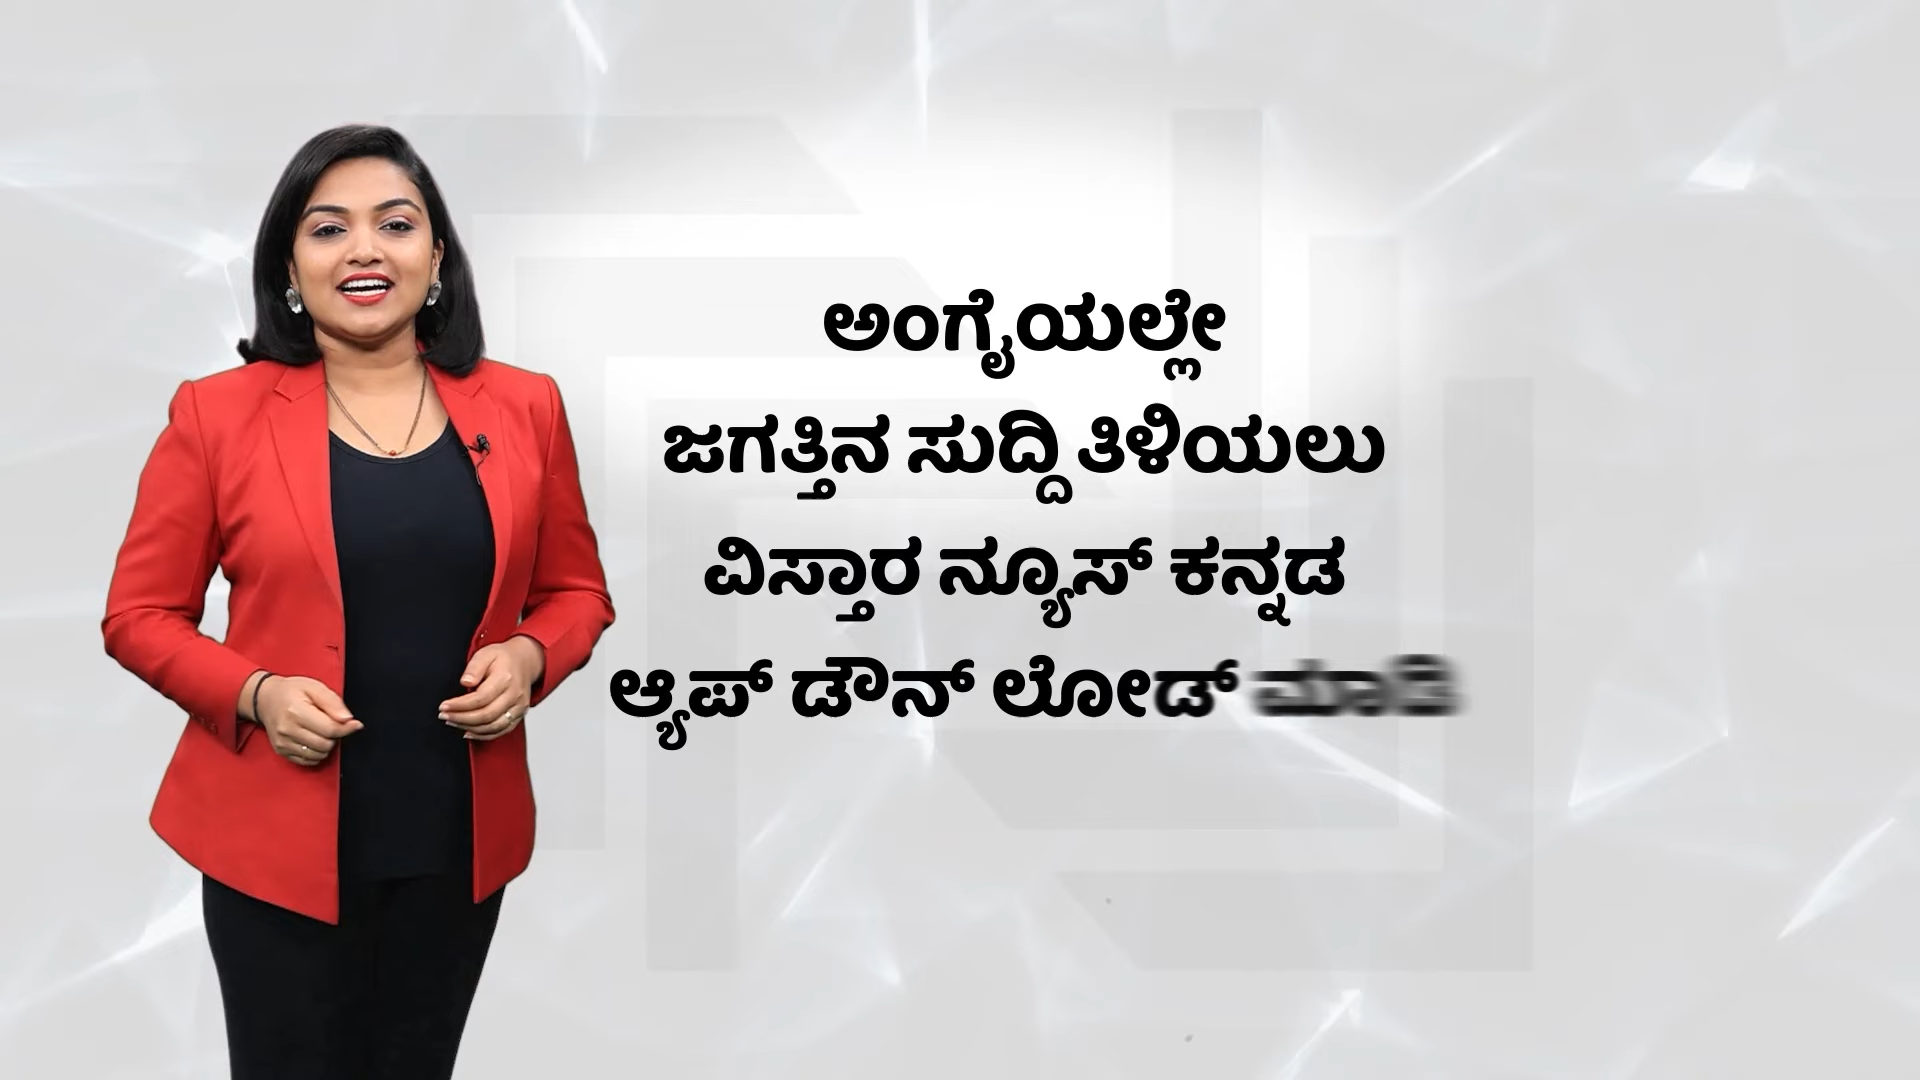 ಅಂಗೈಯಲ್ಲೇ
ಜಗತ್ತಿನ ಸುದ್ದಿ ತಿಳಿಯಲು
ವಿಸ್ತಾರ ನ್ಯೂಸ್ ಕನ್ನಡ
ಆ್ಯಪ್ ಡೌನ್ ಲೋಡ್ ಮಾಡಿ